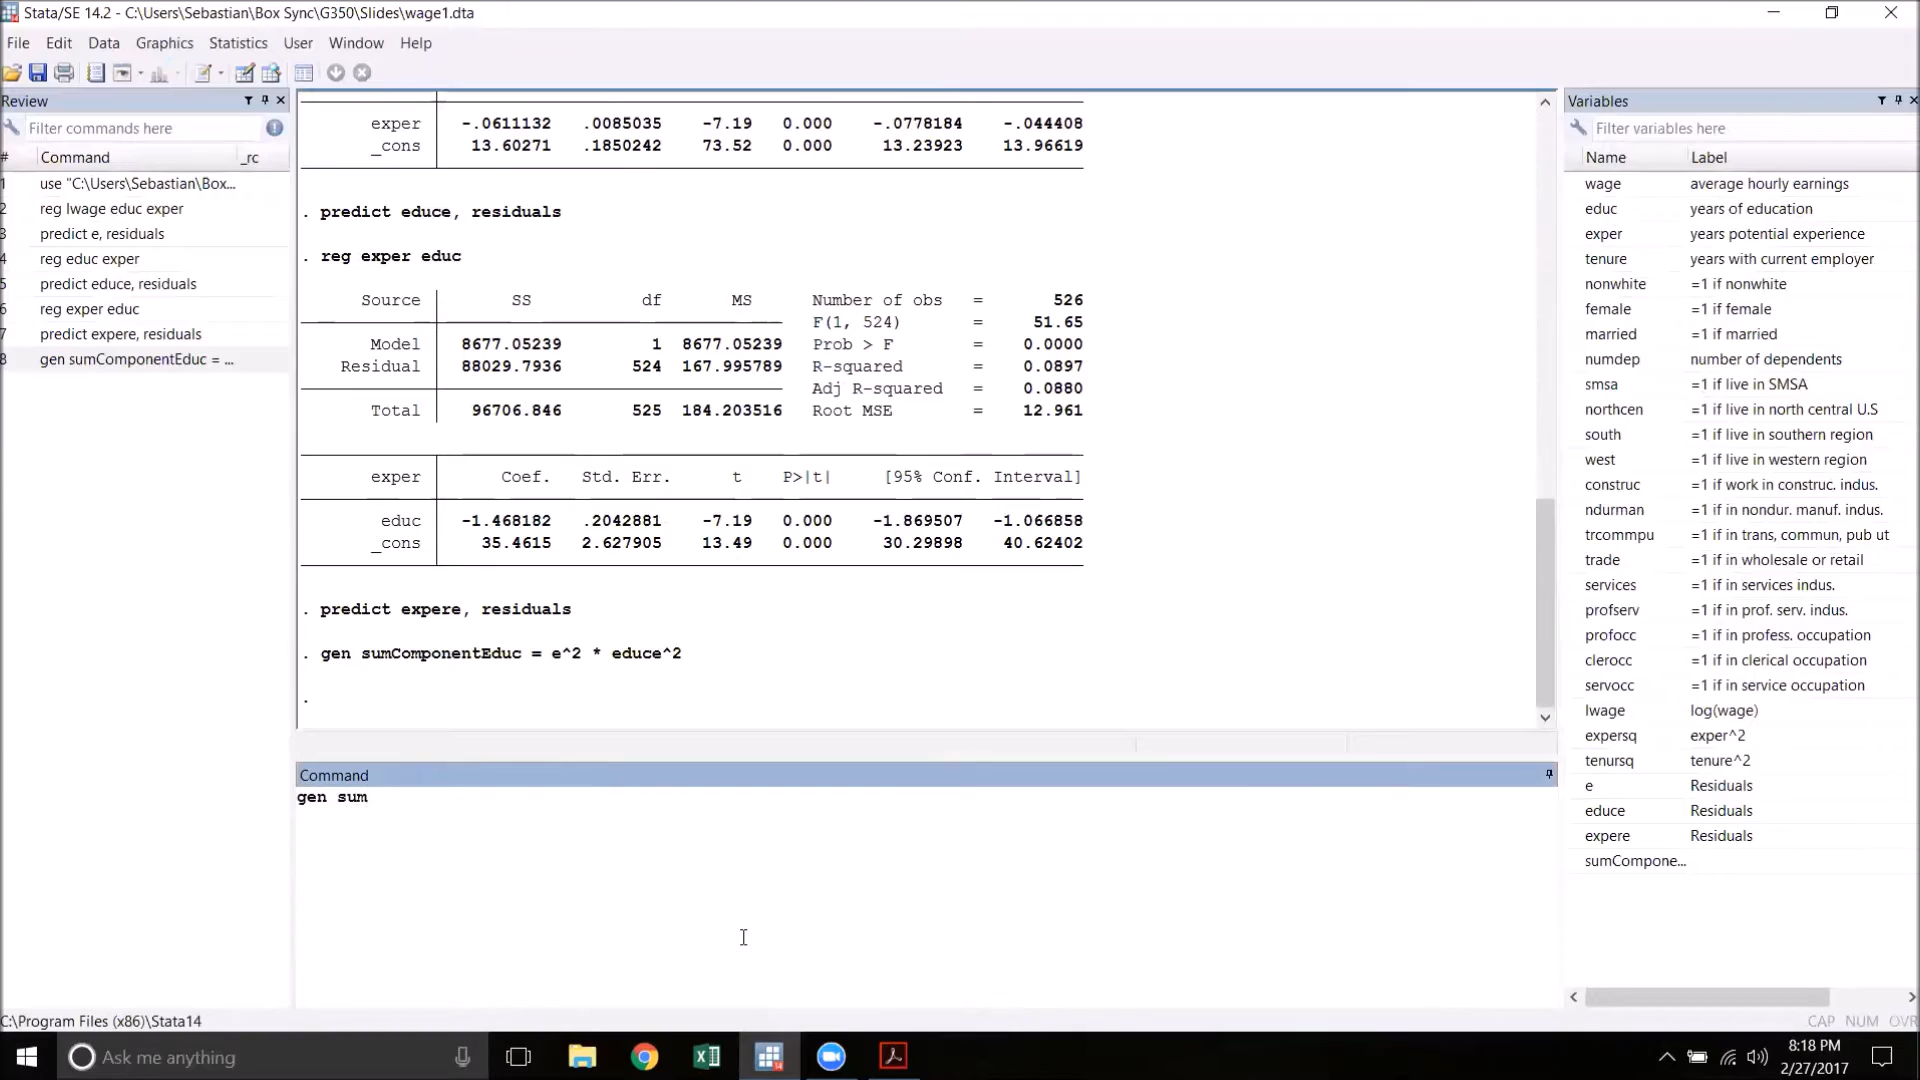 Stata/SE 14.2 - C:\Users\Sebastian\Box Sync\G350\Slides\wage1.dta
File Edit Data Graphics Statistics User Window Help
Review
Filter commands here
# Command _rc
1 use "C:\Users\Sebastian\Box...
2 reg lwage educ exper
3 predict e, residuals
4 reg educ exper
5 predict educe, residuals
6 reg exper educ
7 predict expere, residuals
8 gen sumComponentEduc = ...
exper -.0611132 .0085035 -7.19 0.000 -.0778184 -.044408
_cons 13.60271 .1850242 73.52 0.000 13.23923 13.96619
. predict educe, residuals
. reg exper educ
Source SS df MS Number of obs = 526
F(1, 524) = 51.65
Model 8677.05239 1 8677.05239 Prob > F = 0.0000
Residual 88029.7936 524 167.995789 R-squared = 0.0897
Adj R-squared = 0.0880
Total 96706.846 525 184.203516 Root MSE = 12.961
exper Coef. Std. Err. t P>|t| [95% Conf. Interval]
educ -1.468182 .2042881 -7.19 0.000 -1.869507 -1.066858
_cons 35.4615 2.627905 13.49 0.000 30.29898 40.62402
. predict expere, residuals
. gen sumComponentEduc = e^2 * educe^2
.
Command
gen sum
Variables
Filter variables here
Name Label
wage average hourly earnings
educ years of education
exper years potential experience
tenure years with current employer
nonwhite =1 if nonwhite
female =1 if female
married =1 if married
numdep number of dependents
smsa =1 if live in SMSA
northcen =1 if live in north central U.S
south =1 if live in southern region
west =1 if live in western region
construc =1 if work in construc. indus.
ndurman =1 if in nondur. manuf. indus.
trcommpu =1 if in trans, commun, pub ut
trade =1 if in wholesale or retail
services =1 if in services indus.
profserv =1 if in prof. serv. indus.
profocc =1 if in profess. occupation
clerocc =1 if in clerical occupation
servocc =1 if in service occupation
lwage log(wage)
expersq exper^2
tenursq tenure^2
e Residuals
educe Residuals
expere Residuals
sumCompone...
C:\Program Files (x86)\Stata14
CAP NUM OVR
Ask me anything
8:18 PM
2/27/2017